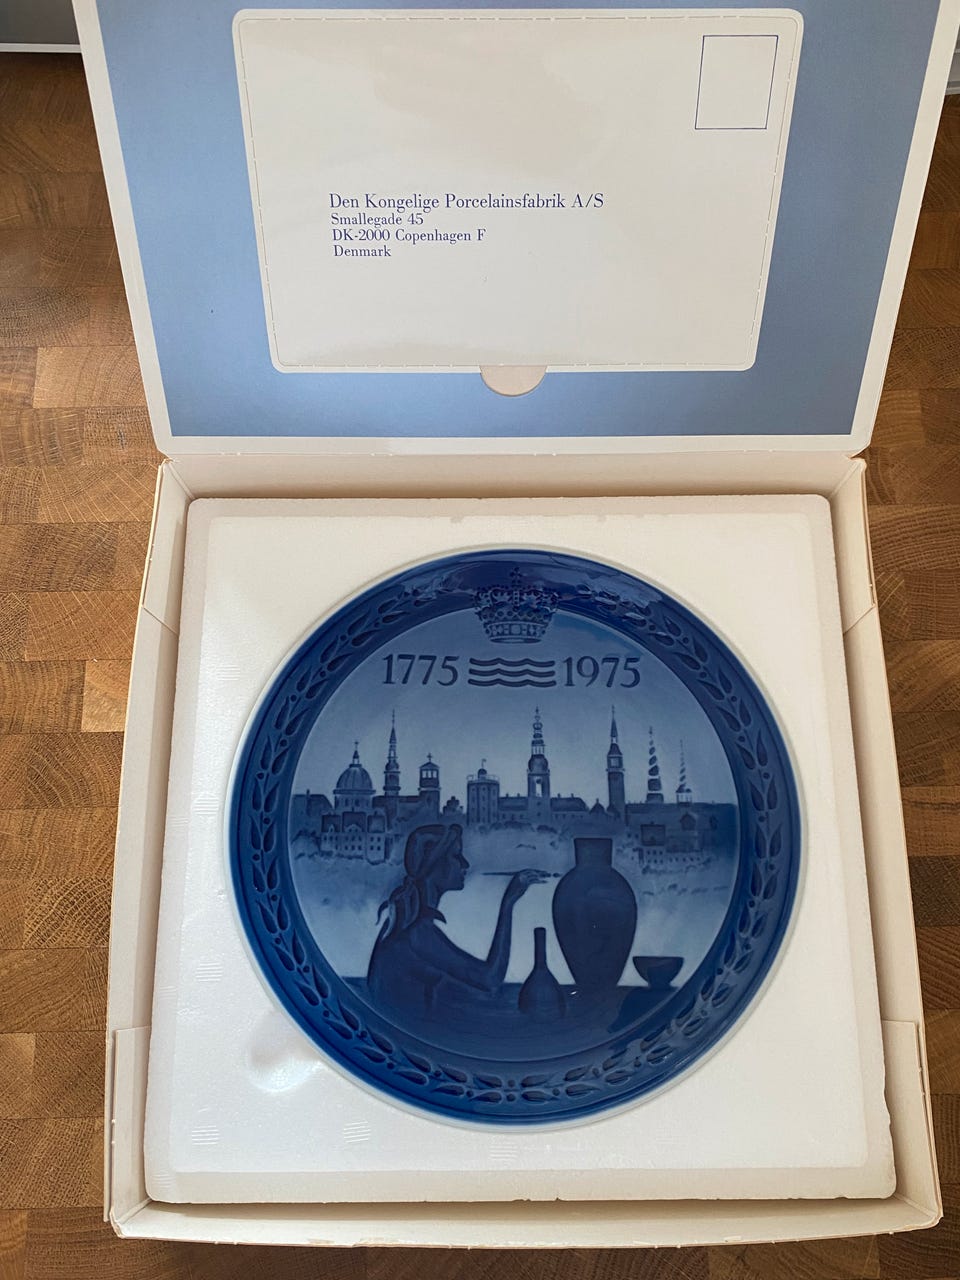 Den Kongelige Porcelainsfabrik A/S
Smallegade 45
DK-2000 Copenhagen F
Denmark
1775 1975